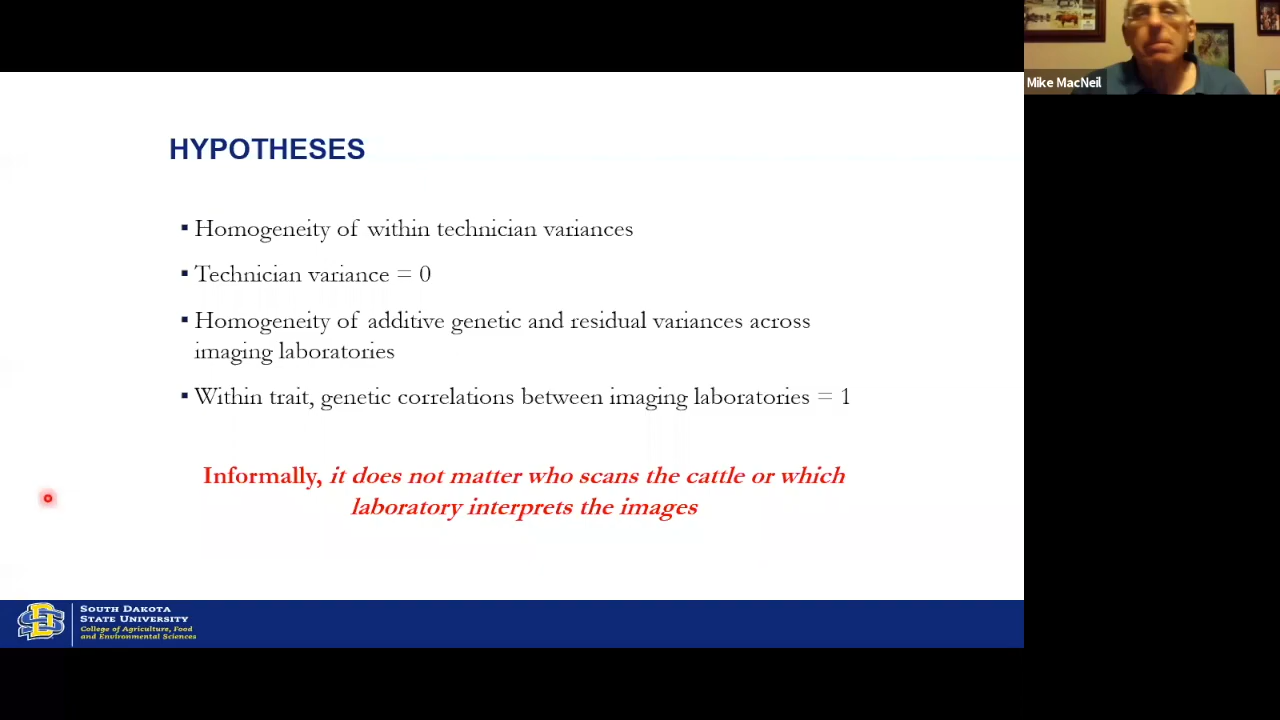 Mike MacNeil
HYPOTHESES
▪ Homogeneity of within technician variances
▪ Technician variance = 0
▪ Homogeneity of additive genetic and residual variances across
imaging laboratories
▪ Within trait, genetic correlations between imaging laboratories = 1
Informally, it does not matter who scans the cattle or which
laboratory interprets the images
SOUTH DAKOTA
STATE UNIVERSITY
College of Agriculture, Food
and Environmental Sciences